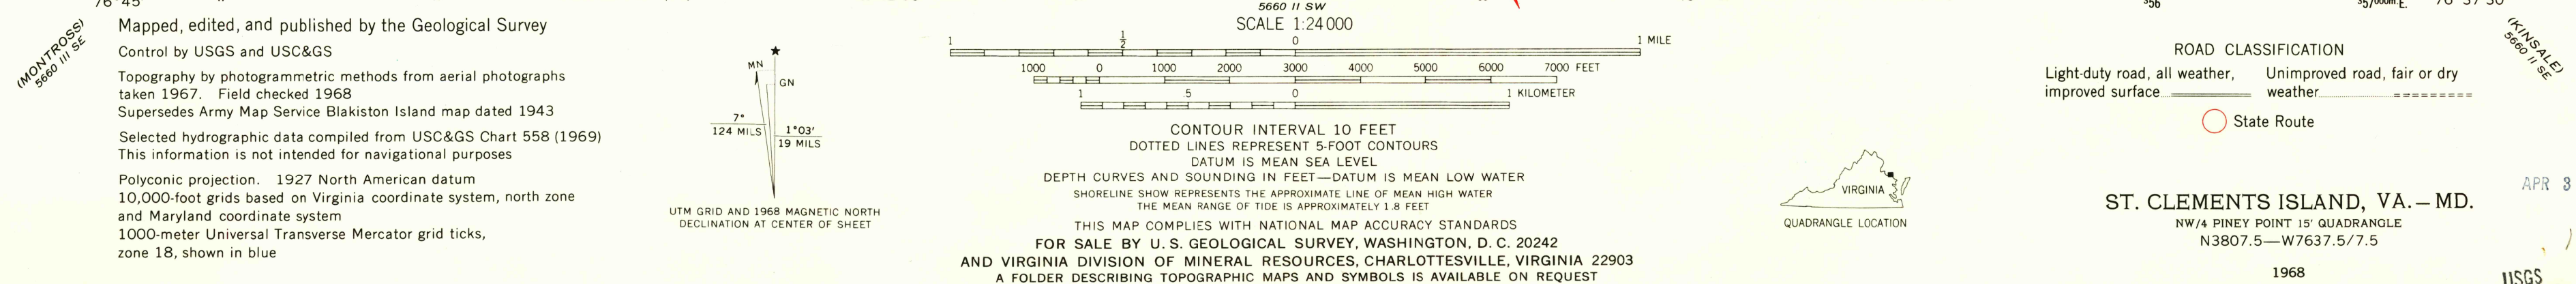 76°45'
(MONTROSS)
5660 III SE
Mapped, edited, and published by the Geological Survey
Control by USGS and USC&GS
Topography by photogrammetric methods from aerial photographs
taken 1967. Field checked 1968
Supersedes Army Map Service Blakiston Island map dated 1943
Selected hydrographic data compiled from USC&GS Chart 558 (1969)
This information is not intended for navigational purposes
Polyconic projection. 1927 North American datum
10,000-foot grids based on Virginia coordinate system, north zone
and Maryland coordinate system
1000-meter Universal Transverse Mercator grid ticks,
zone 18, shown in blue
MN
GN
7°
124 MILS
1°03'
19 MILS
UTM GRID AND 1968 MAGNETIC NORTH
DECLINATION AT CENTER OF SHEET
5660 II SW
SCALE 1:24000
1 1/2 0 1 MILE
1000 0 1000 2000 3000 4000 5000 6000 7000 FEET
1 .5 0 1 KILOMETER
CONTOUR INTERVAL 10 FEET
DOTTED LINES REPRESENT 5-FOOT CONTOURS
DATUM IS MEAN SEA LEVEL
DEPTH CURVES AND SOUNDING IN FEET—DATUM IS MEAN LOW WATER
SHORELINE SHOW REPRESENTS THE APPROXIMATE LINE OF MEAN HIGH WATER
THE MEAN RANGE OF TIDE IS APPROXIMATELY 1.8 FEET
THIS MAP COMPLIES WITH NATIONAL MAP ACCURACY STANDARDS
FOR SALE BY U. S. GEOLOGICAL SURVEY, WASHINGTON, D. C. 20242
AND VIRGINIA DIVISION OF MINERAL RESOURCES, CHARLOTTESVILLE, VIRGINIA 22903
A FOLDER DESCRIBING TOPOGRAPHIC MAPS AND SYMBOLS IS AVAILABLE ON REQUEST
VIRGINIA
QUADRANGLE LOCATION
356
357000m.E.
76°37'30"
(KINSALE)
5660 II SE
ROAD CLASSIFICATION
Light-duty road, all weather,
improved surface
Unimproved road, fair or dry
weather
State Route
ST. CLEMENTS ISLAND, VA.—MD.
NW/4 PINEY POINT 15' QUADRANGLE
N3807.5—W7637.5/7.5
1968
APR 3
USGS